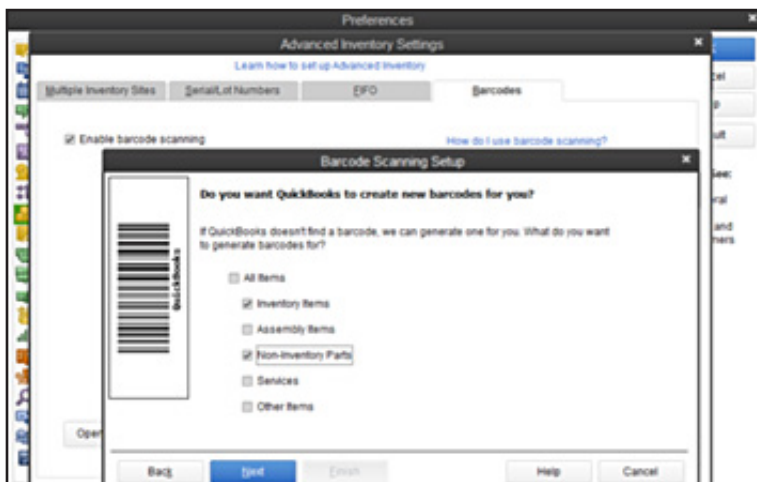 Preferences
Advanced Inventory Settings
Learn how to set up Advanced Inventory
Multiple Inventory Sites
Serial/Lot Numbers
FIFO
Barcodes
Enable barcode scanning
How do I use barcode scanning?
Barcode Scanning Setup
Do you want QuickBooks to create new barcodes for you?
If QuickBooks doesn't find a barcode, we can generate one for you. What do you want
to generate barcodes for?
QuickBooks
All Items
Inventory Items
Assembly Items
Non-Inventory Parts
Services
Other Items
Open
Back
Next
Finish
Help
Cancel
and